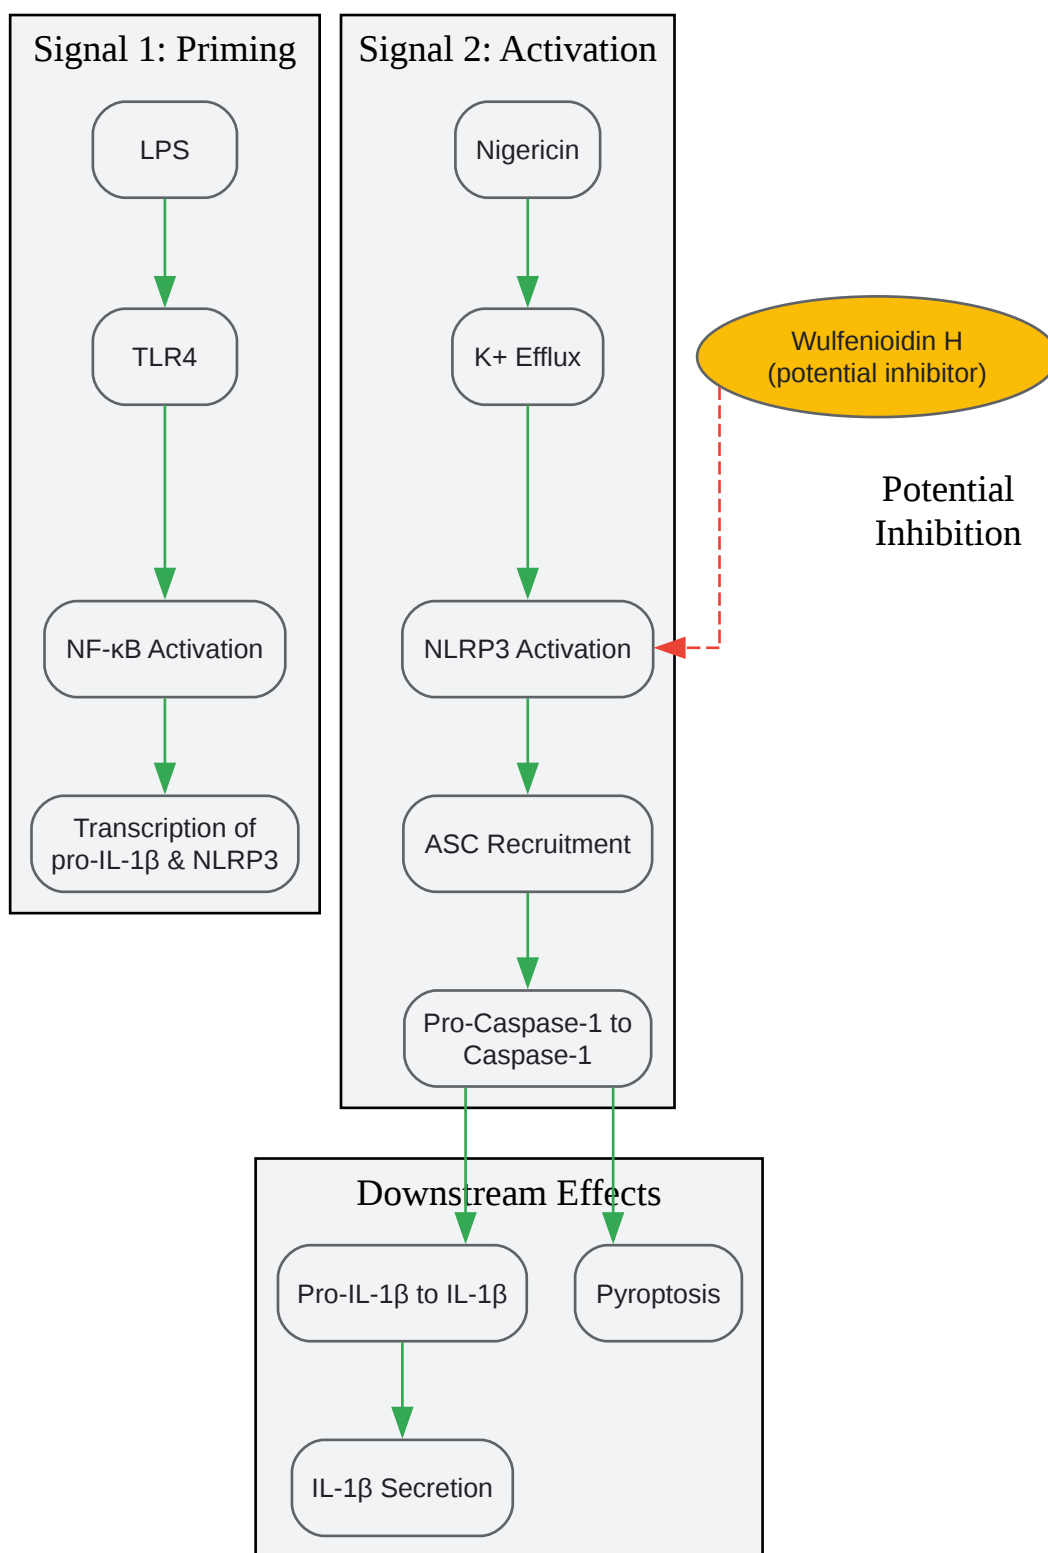 Signal 1: Priming
LPS
TLR4
NF-κB Activation
Transcription of
pro-IL-1β & NLRP3
Signal 2: Activation
Nigericin
K+ Efflux
NLRP3 Activation
ASC Recruitment
Pro-Caspase-1 to
Caspase-1
Wulfenioidin H
(potential inhibitor)
Potential
Inhibition
Downstream Effects
Pro-IL-1β to IL-1β
Pyroptosis
IL-1β Secretion